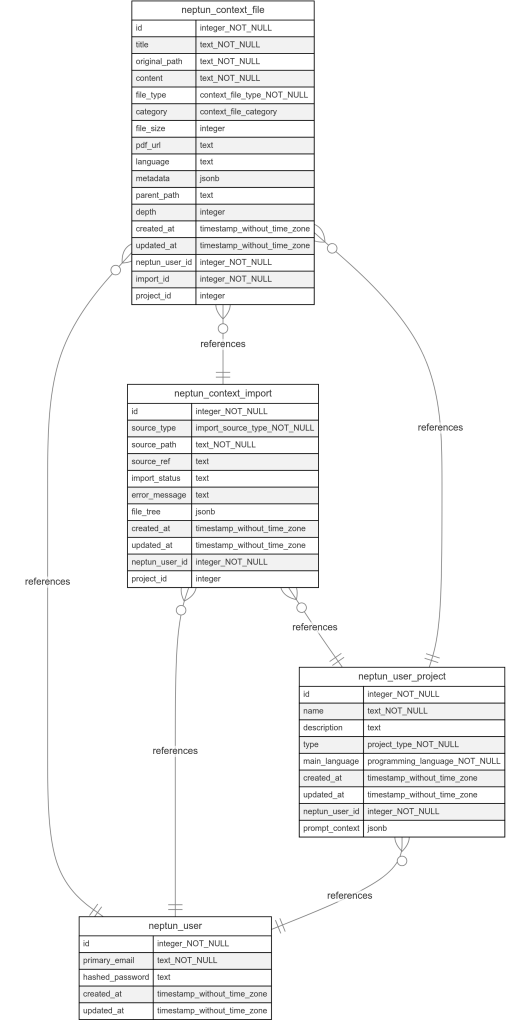 neptun_context_file
id integer_NOT_NULL
title text_NOT_NULL
original_path text_NOT_NULL
content text_NOT_NULL
file_type context_file_type_NOT_NULL
category context_file_category
file_size integer
pdf_url text
language text
metadata jsonb
parent_path text
depth integer
created_at timestamp_without_time_zone
updated_at timestamp_without_time_zone
neptun_user_id integer_NOT_NULL
import_id integer_NOT_NULL
project_id integer
references
neptun_context_import
id integer_NOT_NULL
source_type import_source_type_NOT_NULL
source_path text_NOT_NULL
source_ref text
import_status text
error_message text
file_tree jsonb
created_at timestamp_without_time_zone
updated_at timestamp_without_time_zone
neptun_user_id integer_NOT_NULL
project_id integer
references
references
references
neptun_user_project
id integer_NOT_NULL
name text_NOT_NULL
description text
type project_type_NOT_NULL
main_language programming_language_NOT_NULL
created_at timestamp_without_time_zone
updated_at timestamp_without_time_zone
neptun_user_id integer_NOT_NULL
prompt_context jsonb
references
references
neptun_user
id integer_NOT_NULL
primary_email text_NOT_NULL
hashed_password text
created_at timestamp_without_time_zone
updated_at timestamp_without_time_zone